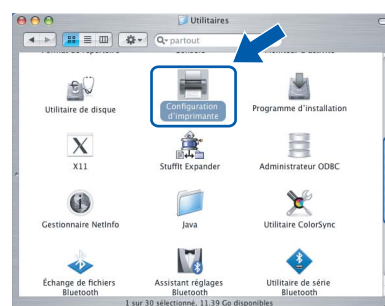 Utilitaires
partout
Utilitaire de disque
Configuration
d'imprimante
Programme d'installation
X11
StuffIt Expander
Administrateur ODBC
Gestionnaire NetInfo
Java
Utilitaire ColorSync
Échange de fichiers
Bluetooth
Assistant réglages
Bluetooth
Utilitaire de série
Bluetooth
1 sur 30 sélectionné, 11.39 Go disponibles